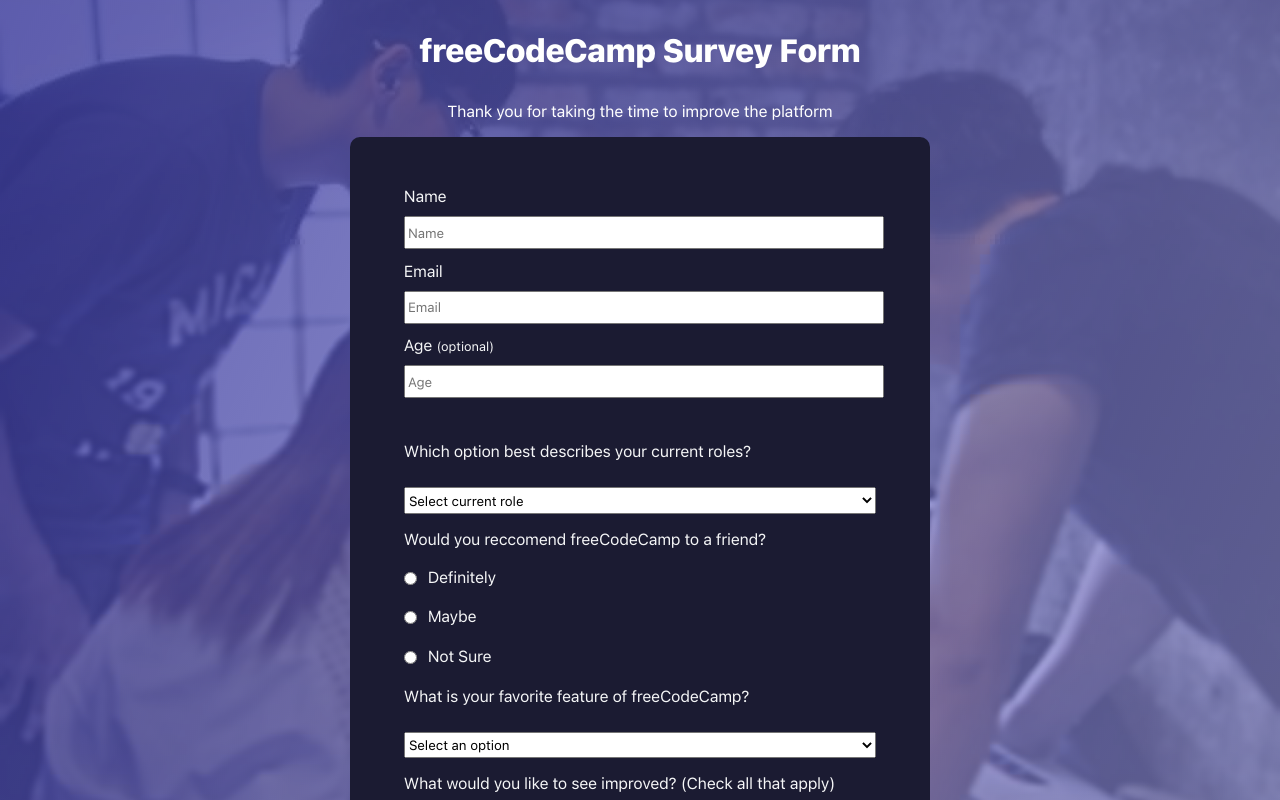 freeCodeCamp Survey Form
Thank you for taking the time to improve the platform
Name
Name
Email
Email
Age (optional)
Age
Which option best describes your current roles?
Select current role
Would you reccomend freeCodeCamp to a friend?
Definitely
Maybe
Not Sure
What is your favorite feature of freeCodeCamp?
Select an option
What would you like to see improved? (Check all that apply)